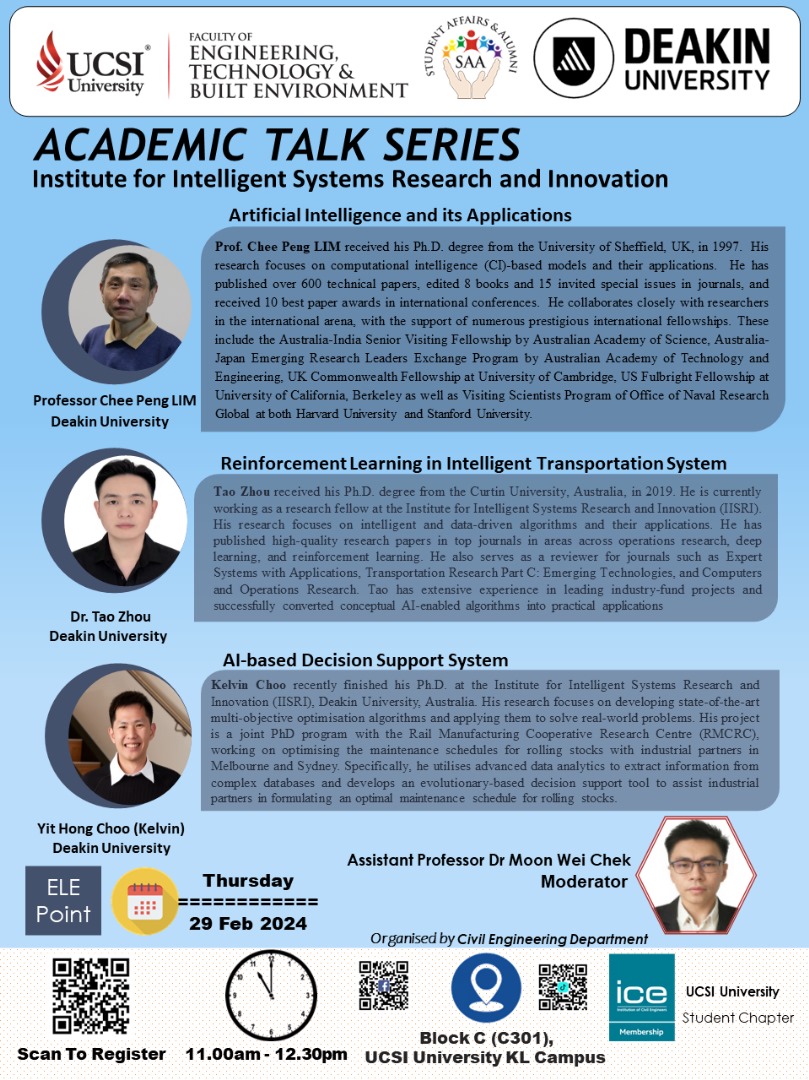 UCSI
University
FACULTY OF
ENGINEERING,
TECHNOLOGY &
BUILT ENVIRONMENT
STUDENT AFFAIRS & ALUMNI
SAA
DEAKIN
UNIVERSITY
ACADEMIC TALK SERIES
Institute for Intelligent Systems Research and Innovation
Artificial Intelligence and its Applications
Prof. Chee Peng LIM received his Ph.D. degree from the University of Sheffield, UK, in 1997. His
research focuses on computational intelligence (CI)-based models and their applications. He has
published over 600 technical papers, edited 8 books and 15 invited special issues in journals, and
received 10 best paper awards in international conferences. He collaborates closely with researchers
in the international arena, with the support of numerous prestigious international fellowships. These
include the Australia-India Senior Visiting Fellowship by Australian Academy of Science, Australia-
Japan Emerging Research Leaders Exchange Program by Australian Academy of Technology and
Engineering, UK Commonwealth Fellowship at University of Cambridge, US Fulbright Fellowship at
University of California, Berkeley as well as Visiting Scientists Program of Office of Naval Research
Global at both Harvard University and Stanford University.
Professor Chee Peng LIM
Deakin University
Reinforcement Learning in Intelligent Transportation System
Tao Zhou received his Ph.D. degree from the Curtin University, Australia, in 2019. He is currently
working as a research fellow at the Institute for Intelligent Systems Research and Innovation (IISRI).
His research focuses on intelligent and data-driven algorithms and their applications. He has
published high-quality research papers in top journals in areas across operations research, deep
learning, and reinforcement learning. He also serves as a reviewer for journals such as Expert
Systems with Applications, Transportation Research Part C: Emerging Technologies, and Computers
and Operations Research. Tao has extensive experience in leading industry-fund projects and
successfully converted conceptual AI-enabled algorithms into practical applications
Dr. Tao Zhou
Deakin University
AI-based Decision Support System
Kelvin Choo recently finished his Ph.D. at the Institute for Intelligent Systems Research and
Innovation (IISRI), Deakin University, Australia. His research focuses on developing state-of-the-art
multi-objective optimisation algorithms and applying them to solve real-world problems. His project
is a joint PhD program with the Rail Manufacturing Cooperative Research Centre (RMCRC),
working on optimising the maintenance schedules for rolling stocks with industrial partners in
Melbourne and Sydney. Specifically, he utilises advanced data analytics to extract information from
complex databases and develops an evolutionary-based decision support tool to assist industrial
partners in formulating an optimal maintenance schedule for rolling stocks.
Yit Hong Choo (Kelvin)
Deakin University
Assistant Professor Dr Moon Wei Chek
Moderator
ELE
Point
Thursday
============
29 Feb 2024
Organised by Civil Engineering Department
12
1
2
3
4
5
6
7
8
9
10
11
ice
Institution of Civil Engineers
Membership
UCSI University
Student Chapter
Scan To Register
11.00am - 12.30pm
Block C (C301),
UCSI University KL Campus